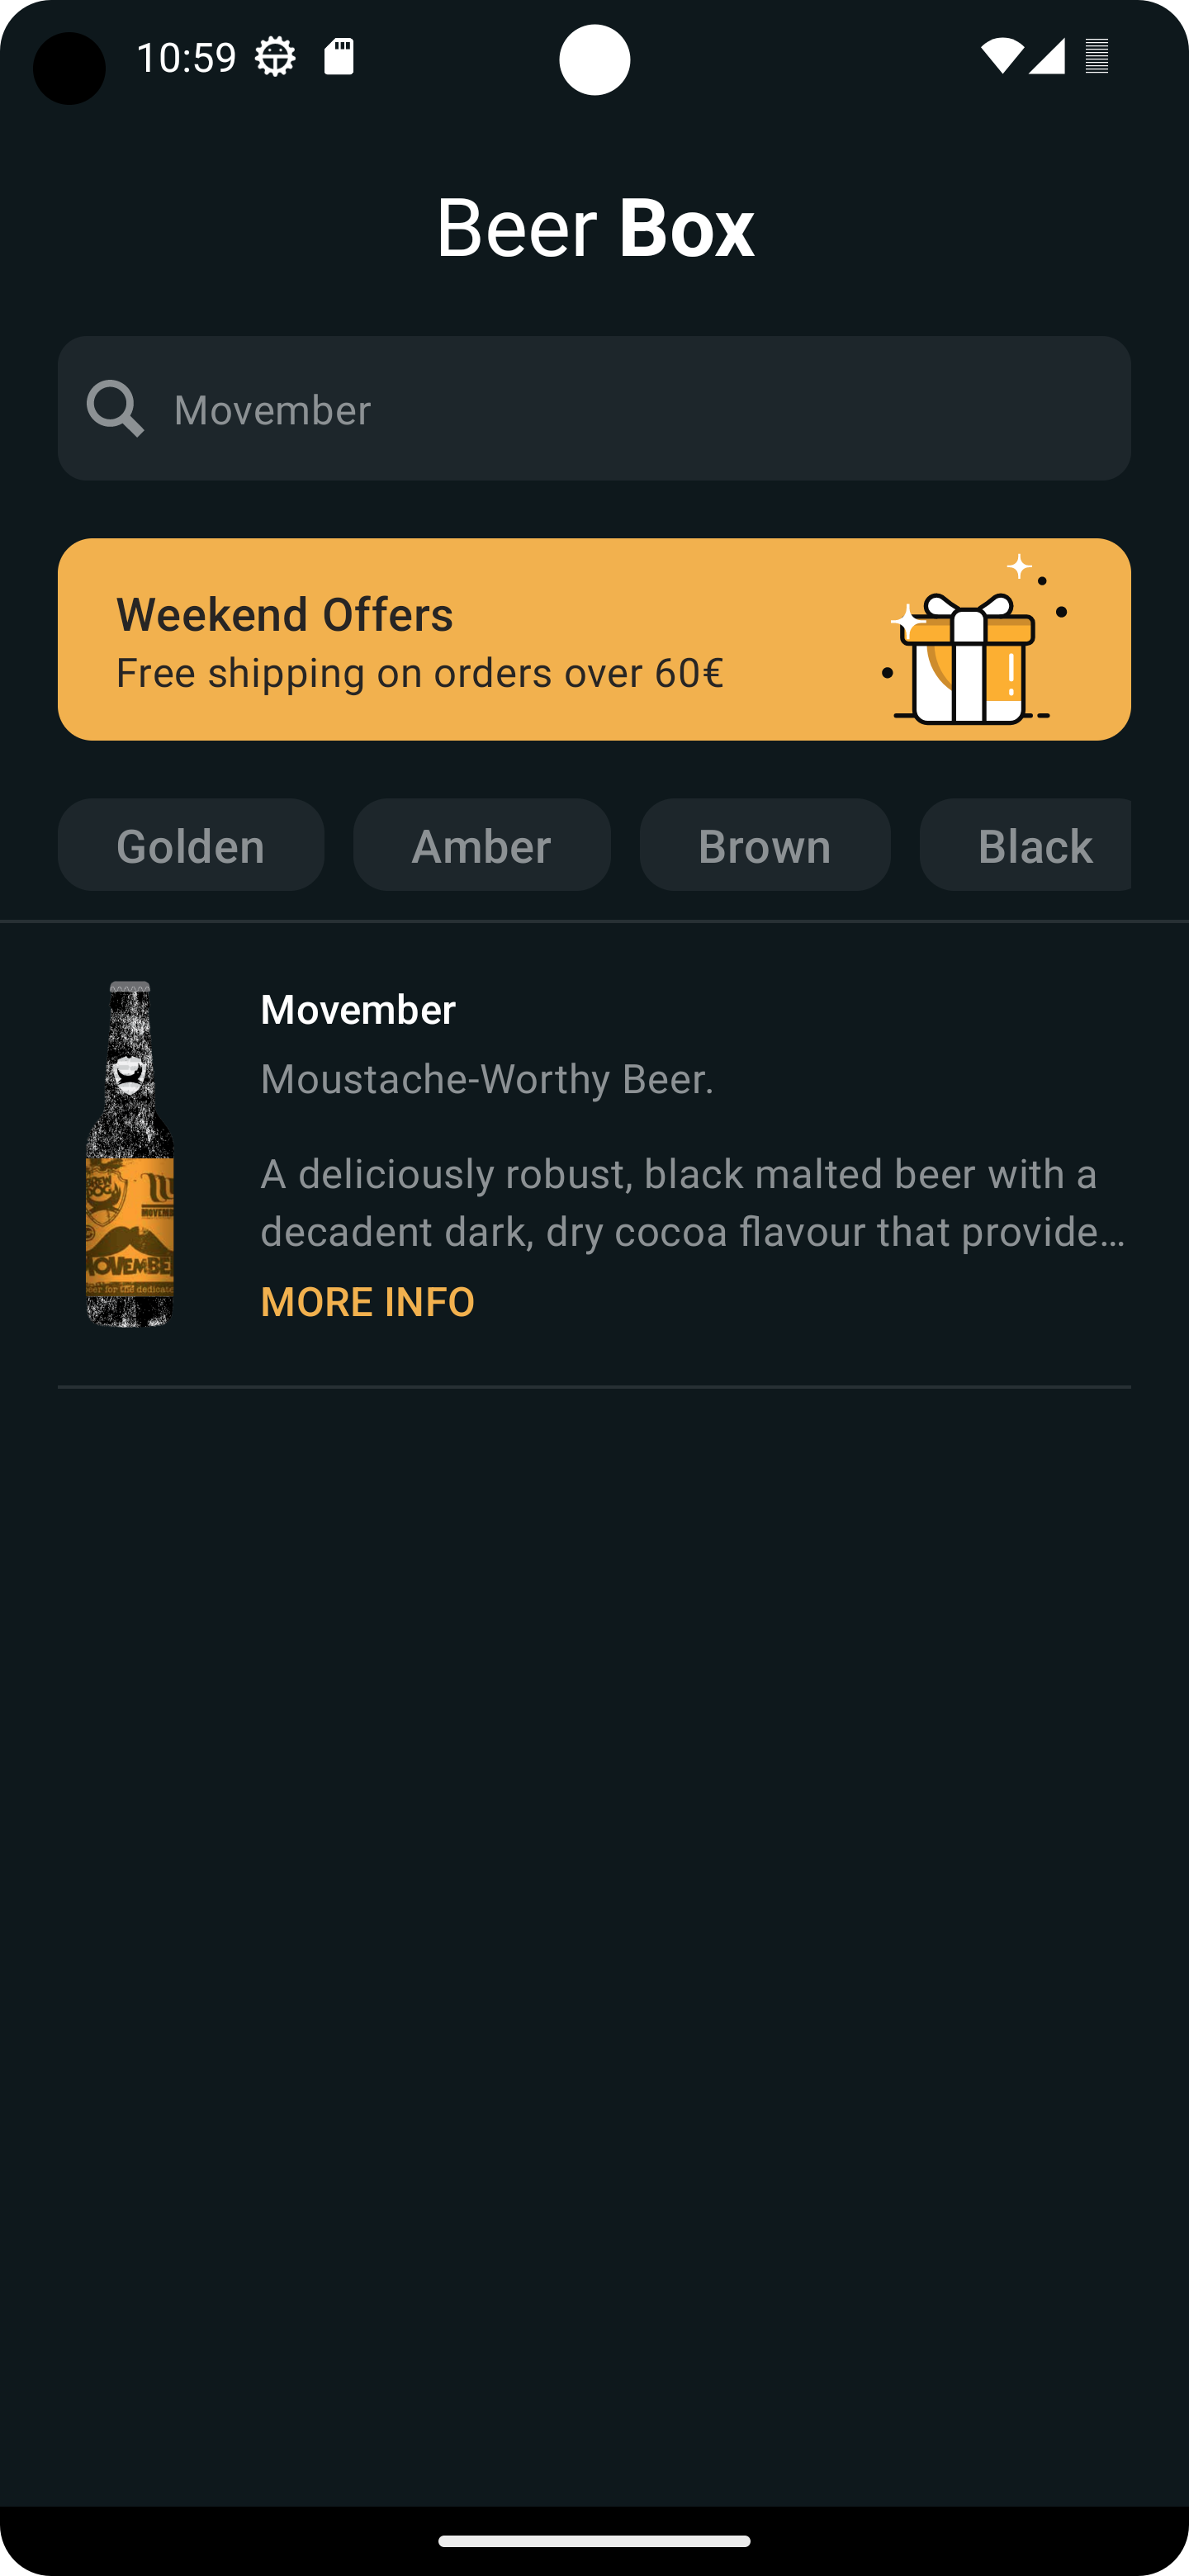 10:59
Beer Box
Movember
Weekend Offers
Free shipping on orders over 60€
Golden Amber Brown Black
Movember
Moustache-Worthy Beer.
A deliciously robust, black malted beer with a
decadent dark, dry cocoa flavour that provide…
MORE INFO